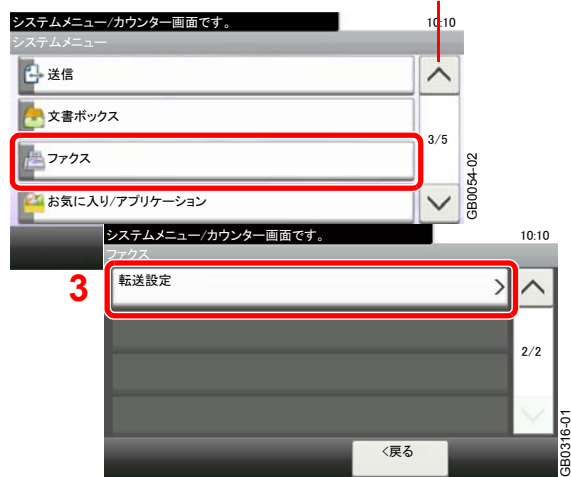 システムメニュー/カウンター画面です。
10:10
システムメニュー
送信
文書ボックス
3/5
ファクス
お気に入り/アプリケーション
GB0054-02
システムメニュー/カウンター画面です。
10:10
ファクス
3
転送設定
2/2
<戻る
GB0316-01